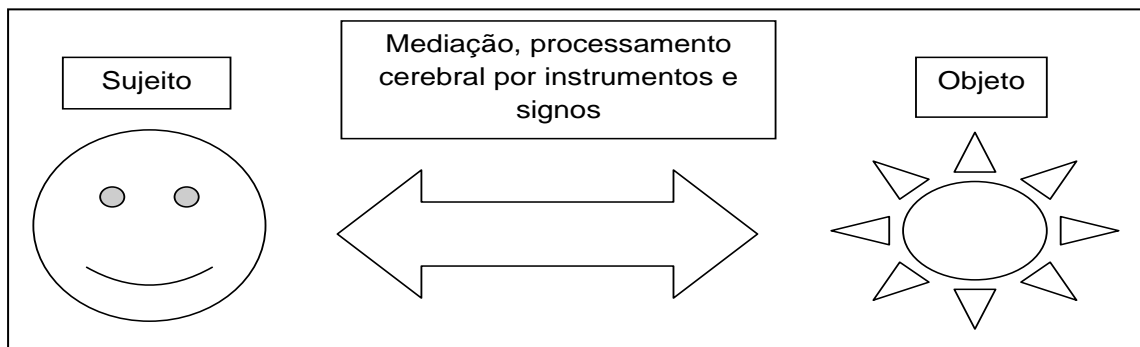 Sujeito
Mediação, processamento
cerebral por instrumentos e
signos
Objeto